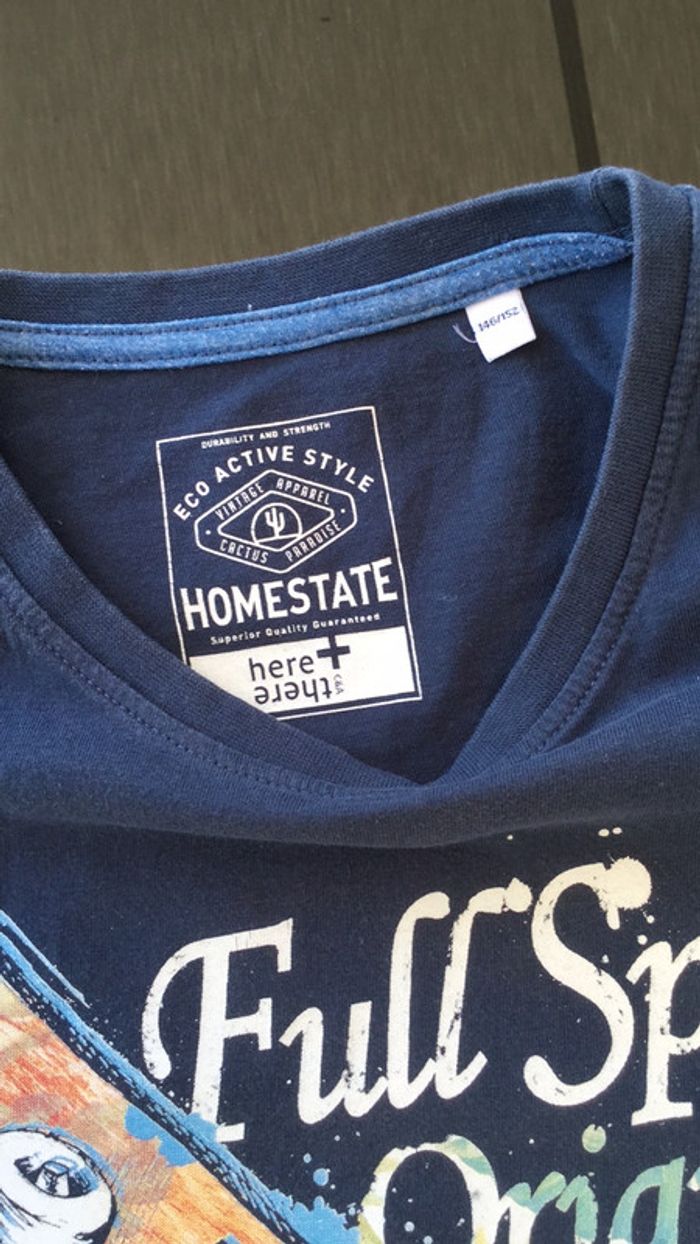 146/152
DURABILITY AND STRENGTH
ECO ACTIVE STYLE
VINTAGE APPAREL
CACTUS PARADISE
HOMESTATE
Superior Quality Guaranteed
here+
there
C&A
Full Sp
Orig